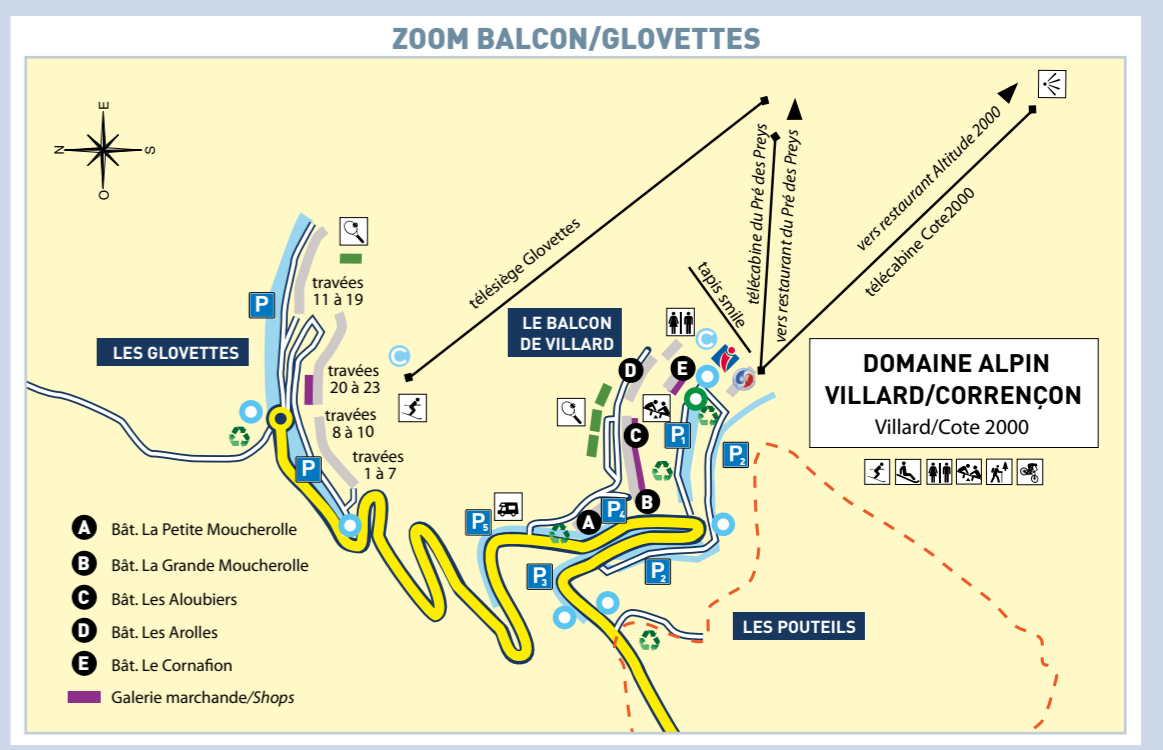 ZOOM BALCON/GLOVETTES
E
N
S
O
vers restaurant Altitude 2000
télécabine Cote2000
télécabine du Pré des Preys
vers restaurant du Pré des Preys
tapis smile
télésiège Glovettes
travées
11 à 19
P
LES GLOVETTES
C
travées
20 à 23
travées
8 à 10
travées
1 à 7
P
LE BALCON
DE VILLARD
C
D
E
C
B
A
P1
P2
P4
P5
P3
P2
DOMAINE ALPIN
VILLARD/CORRENÇON
Villard/Cote 2000
LES POUTEILS
A Bât. La Petite Moucherolle
B Bât. La Grande Moucherolle
C Bât. Les Aloubiers
D Bât. Les Arolles
E Bât. Le Cornafion
Galerie marchande/Shops